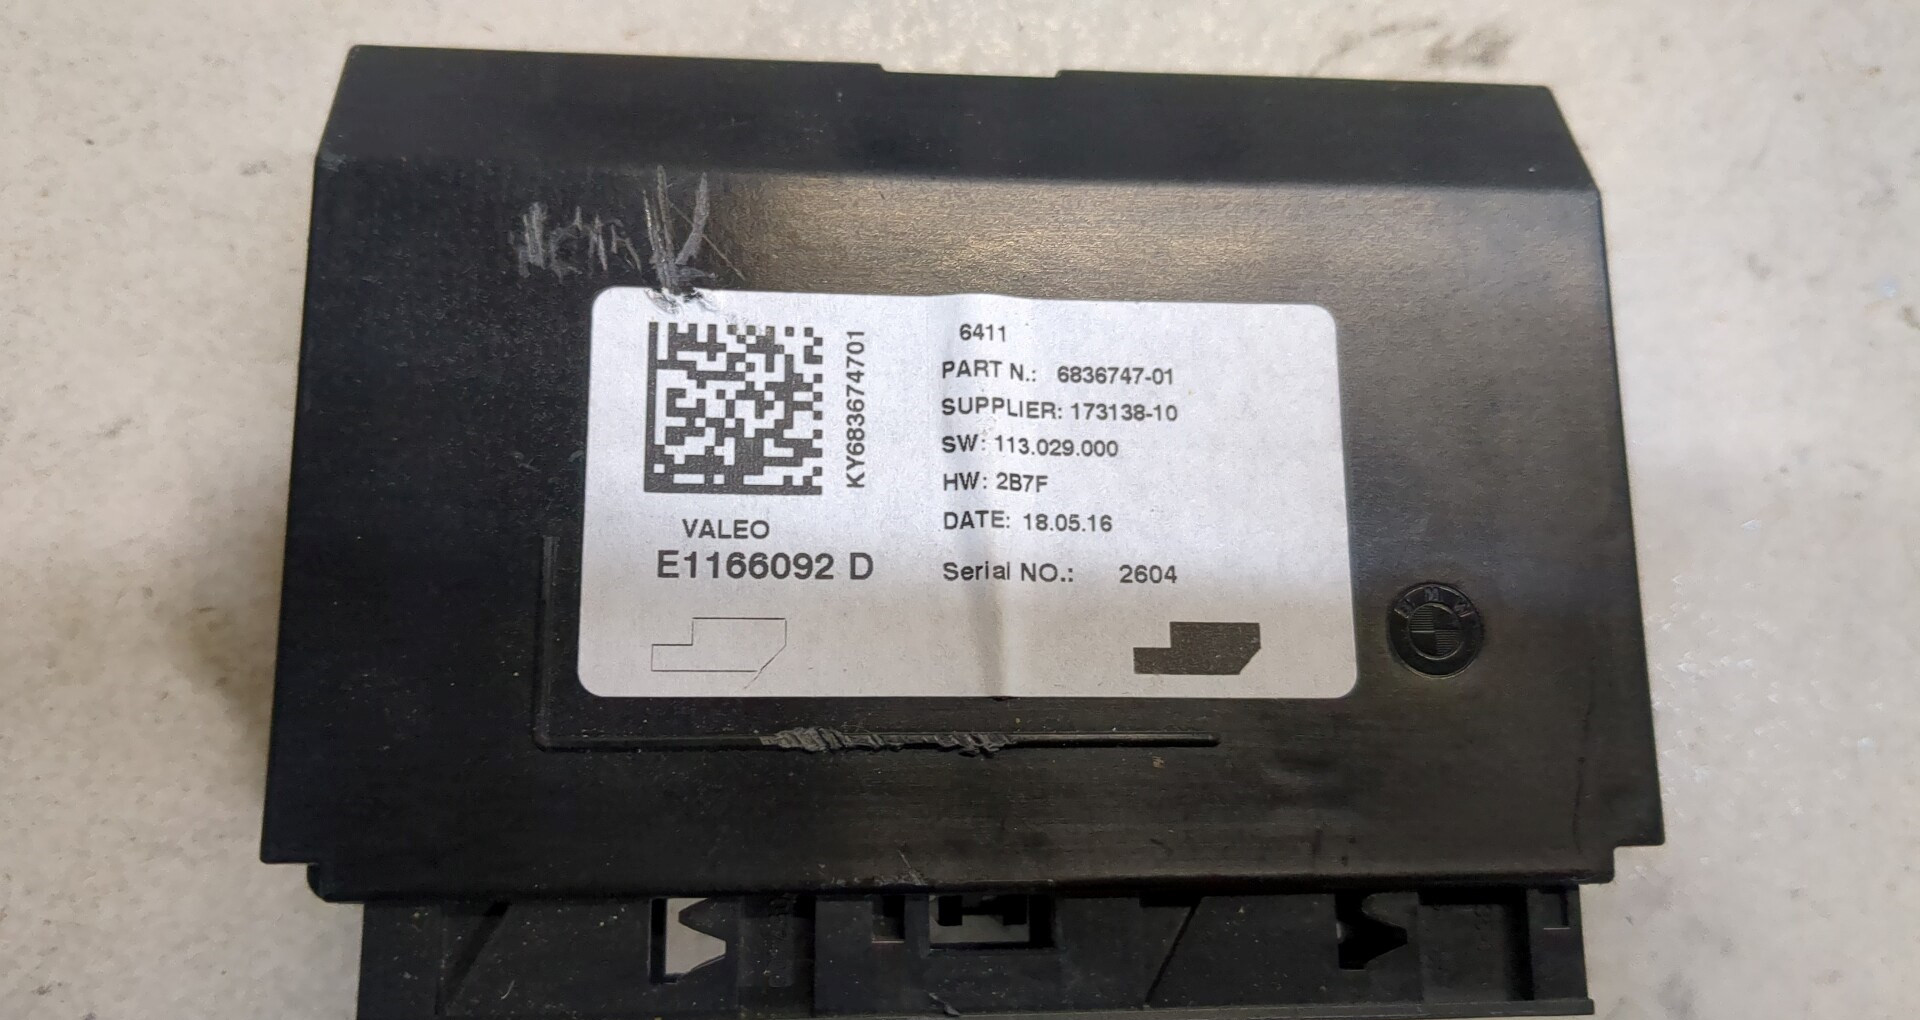 KY683674701
VALEO
E1166092 D
6411
PART N.: 6836747-01
SUPPLIER: 173138-10
SW: 113.029.000
HW: 2B7F
DATE: 18.05.16
Serial NO.: 2604
BMW